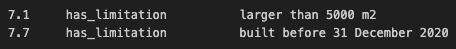 7.1 has_limitation larger than 5000 m2
7.7 has_limitation built before 31 December 2020